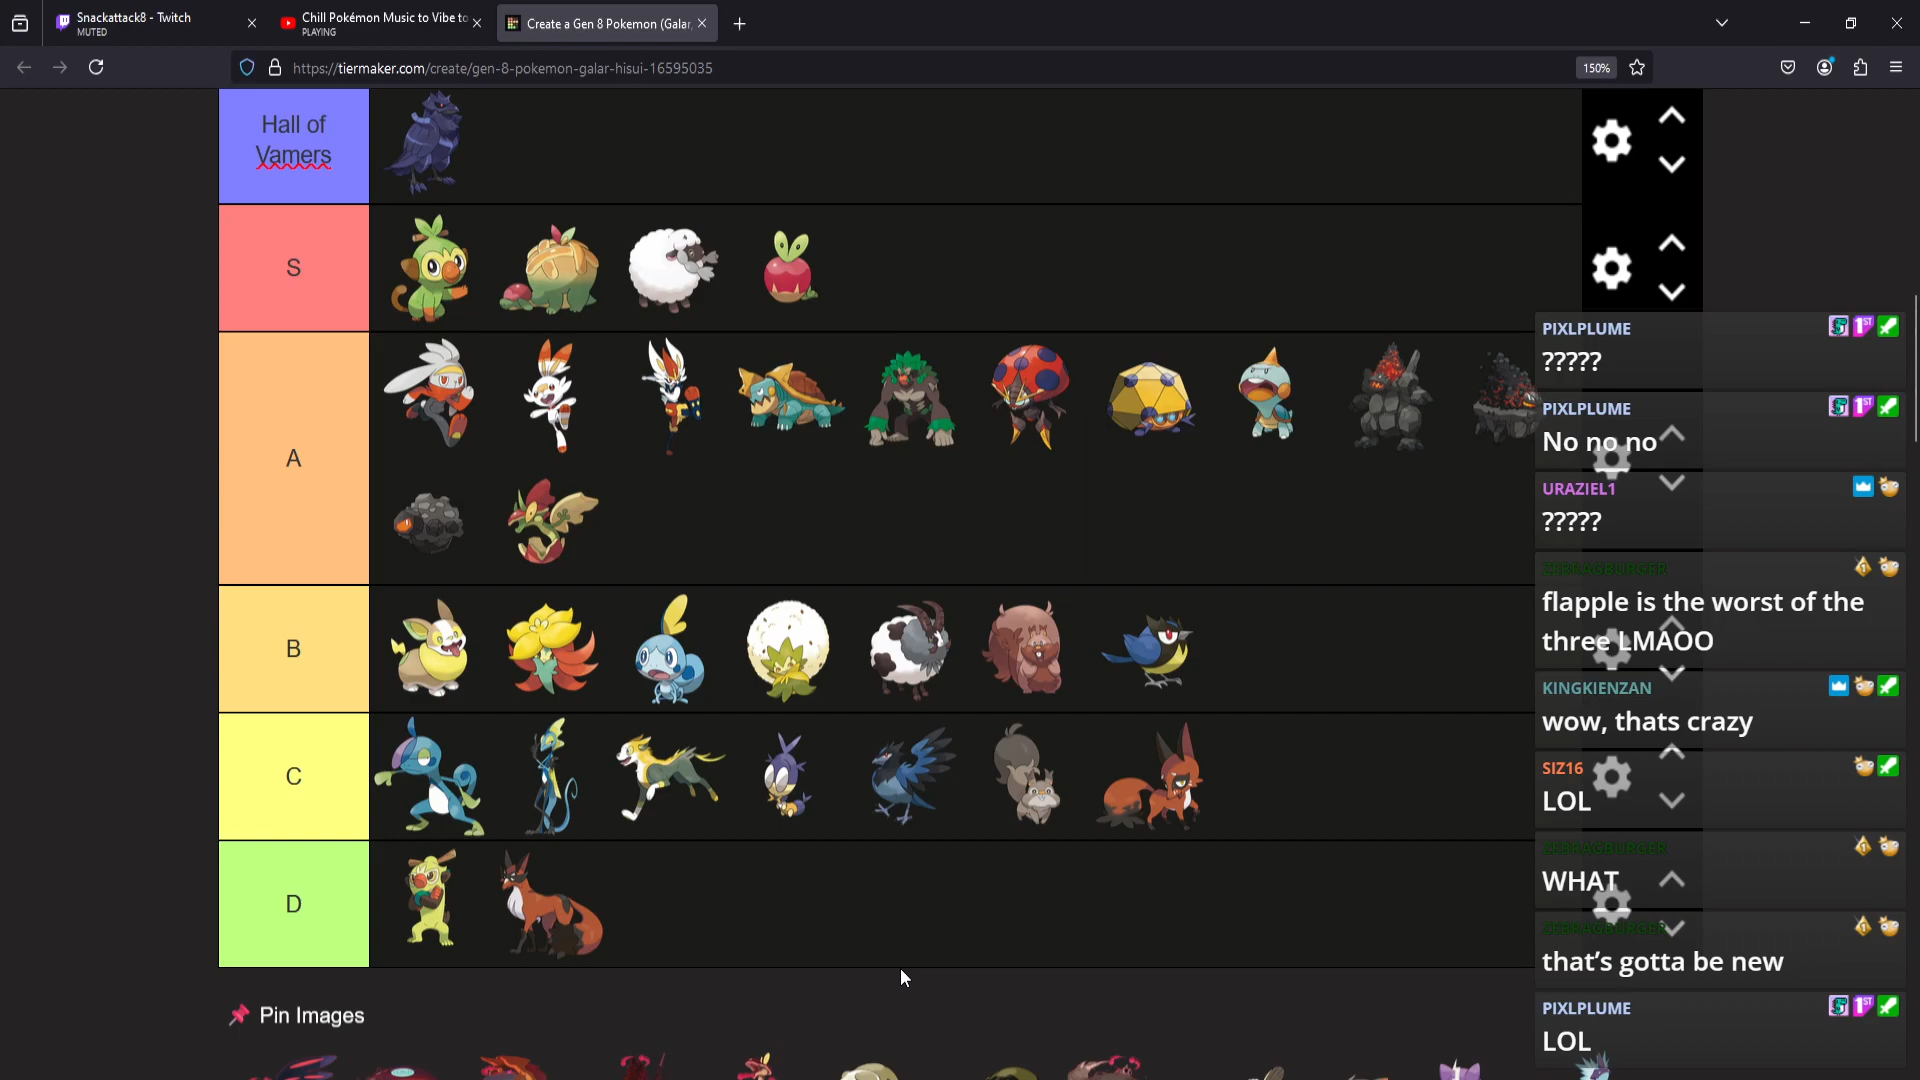 Snackattack8 - Twitch
MUTED
Chill Pokémon Music to Vibe to
PLAYING
Create a Gen 8 Pokemon (Galar,
https://tiermaker.com/create/gen-8-pokemon-galar-hisui-16595035
150%
Hall of
Vamers
S
A
B
C
D
Pin Images
PIXLPLUME
?????
PIXLPLUME
No no no
URAZIEL1
?????
ZEBRAGBURGER
flapple is the worst of the
three LMAOO
KINGKIENZAN
wow, thats crazy
SIZ16
LOL
ZEBRAGBURGER
WHAT
ZEBRAGBURGER
that's gotta be new
PIXLPLUME
LOL